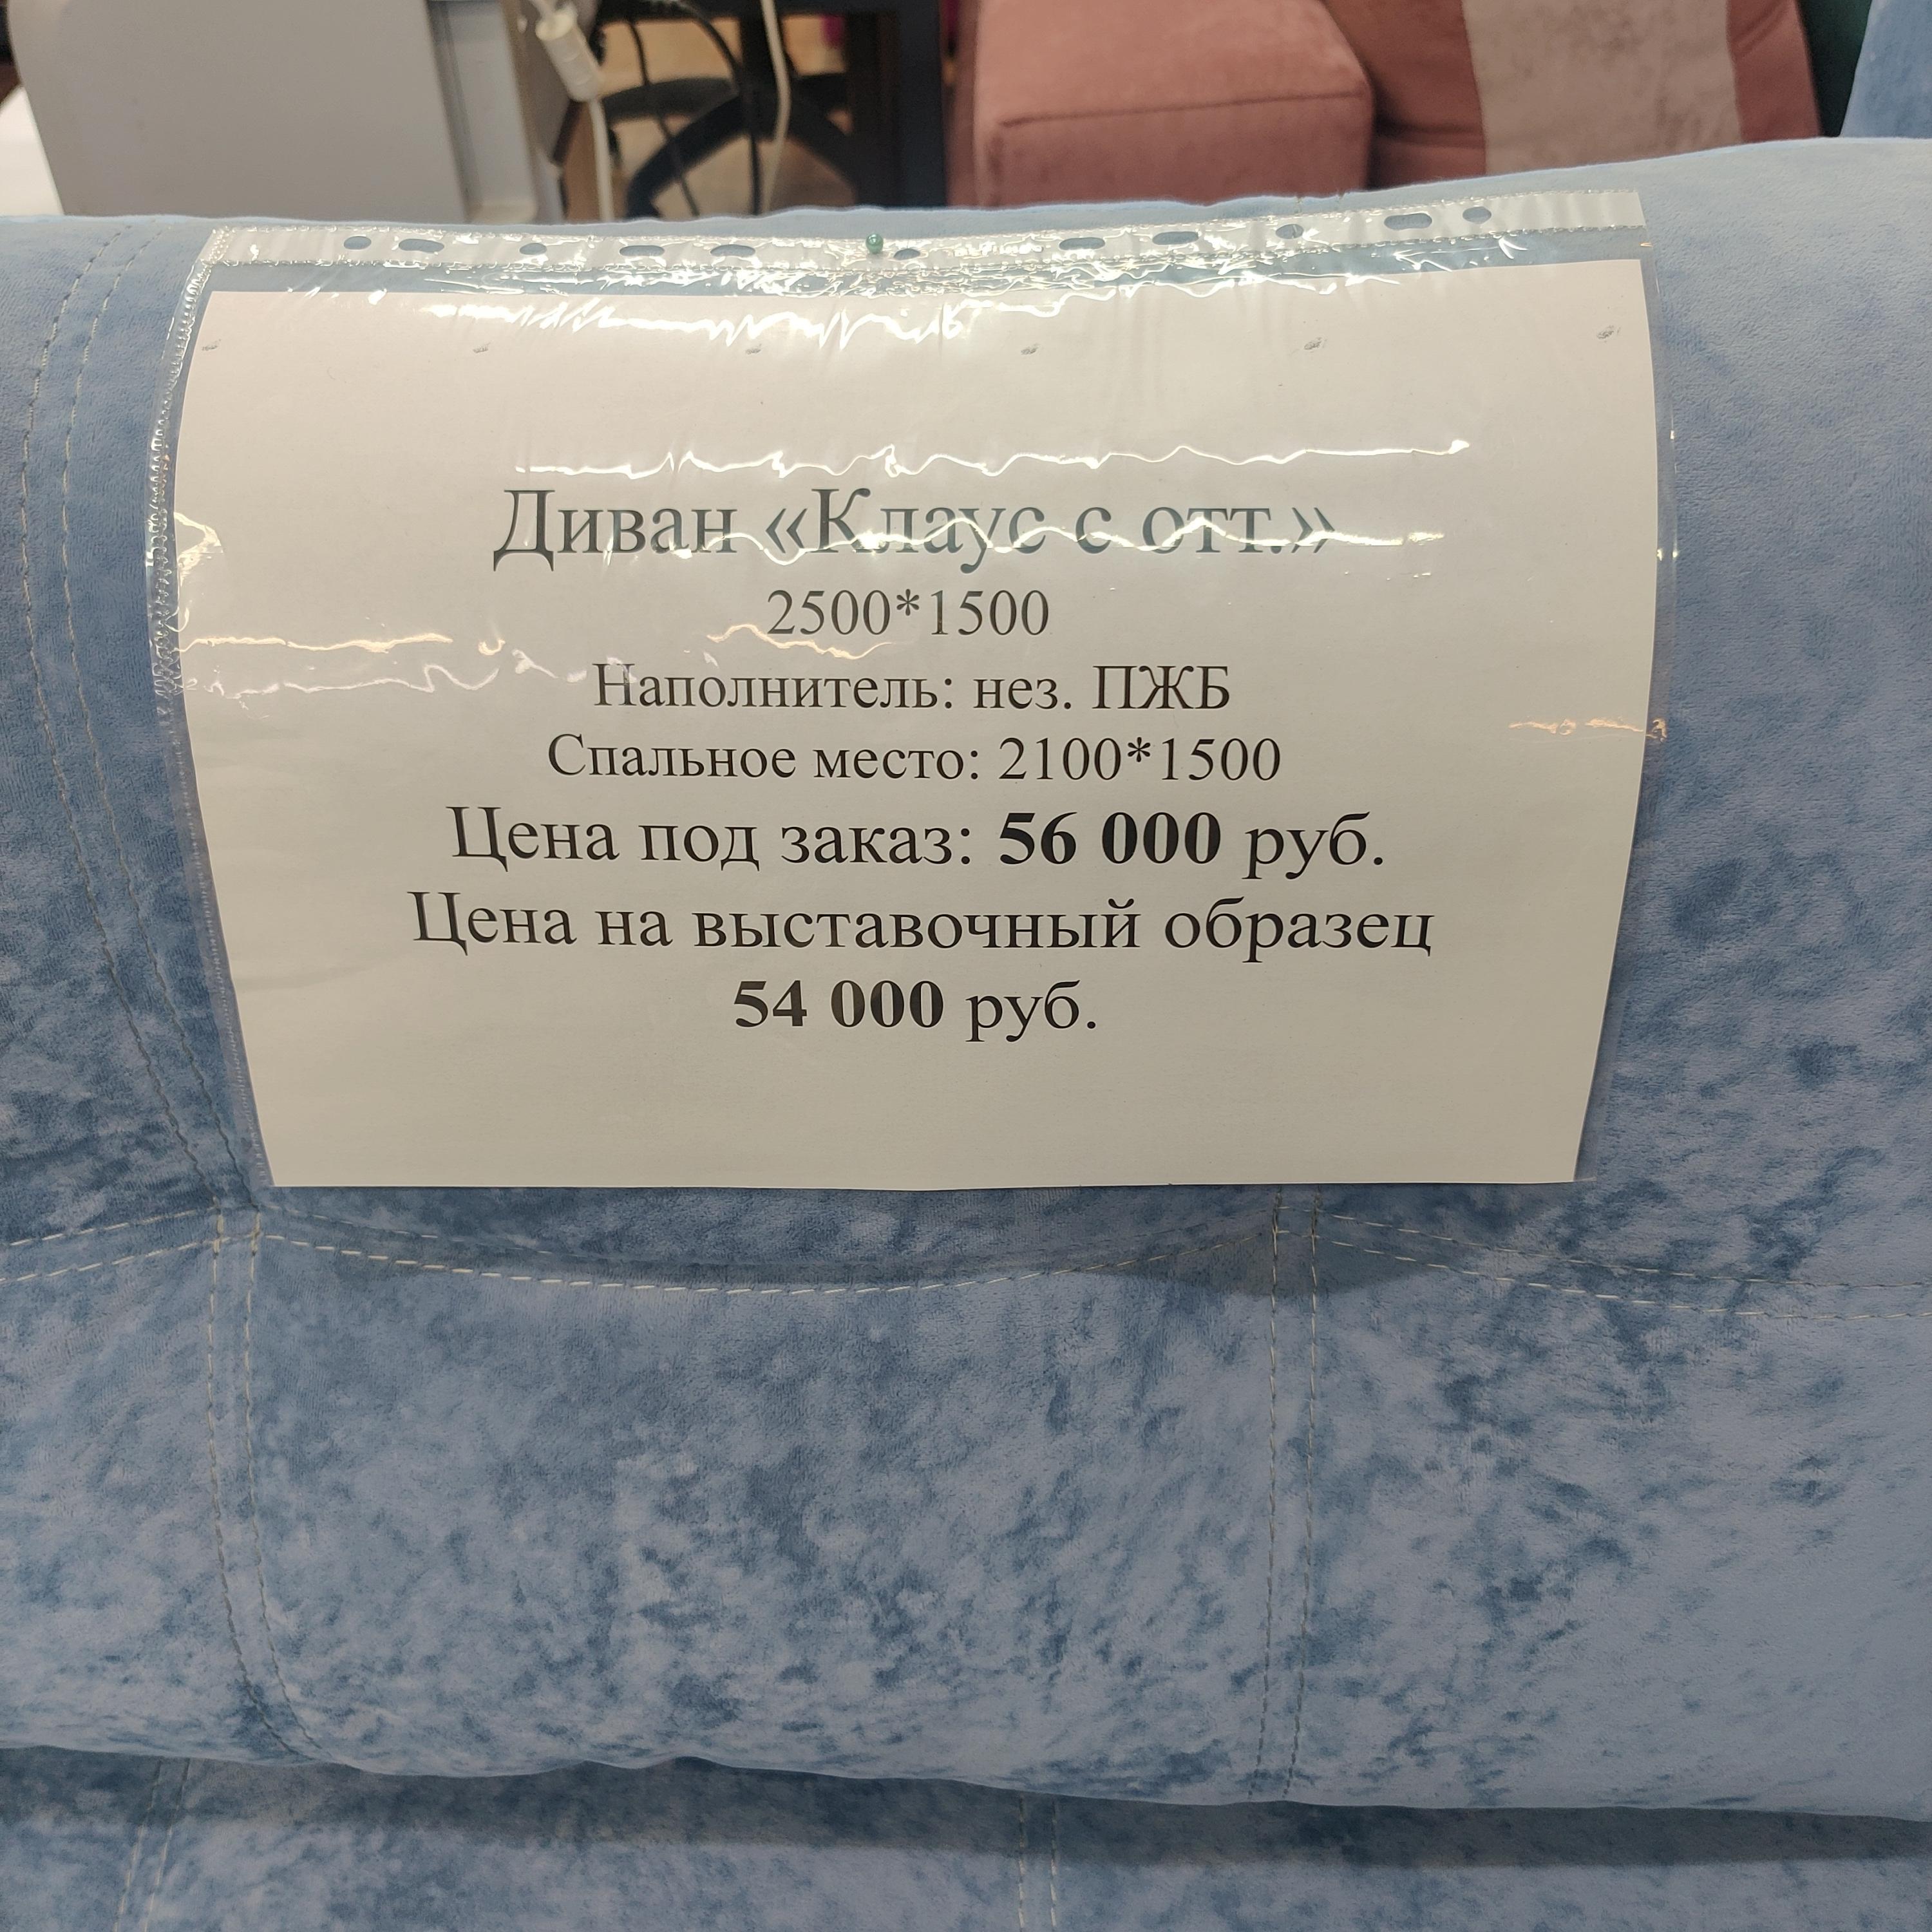 Диван «Клаус с отт.»
2500*1500
Наполнитель: нез. ПЖБ
Спальное место: 2100*1500
Цена под заказ: 56 000 руб.
Цена на выставочный образец
54 000 руб.